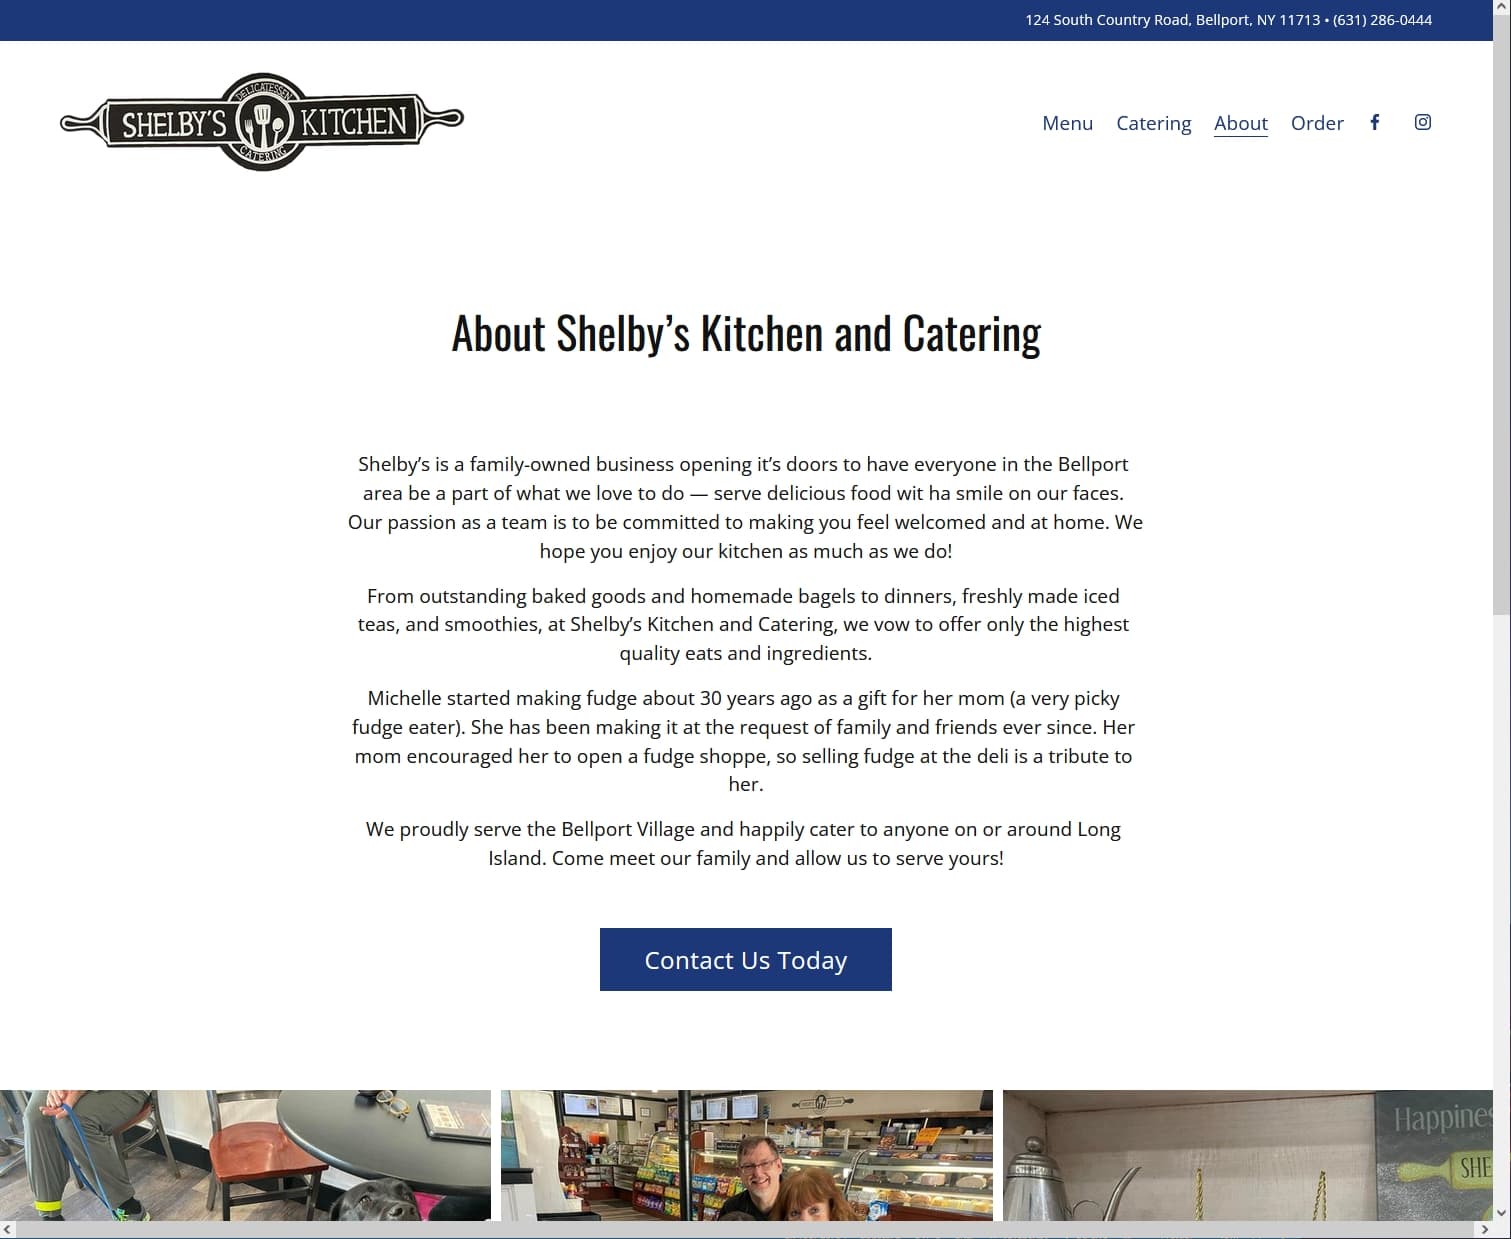 124 South Country Road, Bellport, NY 11713 • (631) 286-0444
DELICATESSEN
SHELBY'S KITCHEN
CATERING
Menu Catering About Order
About Shelby’s Kitchen and Catering
Shelby’s is a family-owned business opening it’s doors to have everyone in the Bellport
area be a part of what we love to do — serve delicious food wit ha smile on our faces.
Our passion as a team is to be committed to making you feel welcomed and at home. We
hope you enjoy our kitchen as much as we do!
From outstanding baked goods and homemade bagels to dinners, freshly made iced
teas, and smoothies, at Shelby’s Kitchen and Catering, we vow to offer only the highest
quality eats and ingredients.
Michelle started making fudge about 30 years ago as a gift for her mom (a very picky
fudge eater). She has been making it at the request of family and friends ever since. Her
mom encouraged her to open a fudge shoppe, so selling fudge at the deli is a tribute to
her.
We proudly serve the Bellport Village and happily cater to anyone on or around Long
Island. Come meet our family and allow us to serve yours!
Contact Us Today
Happines
SHE